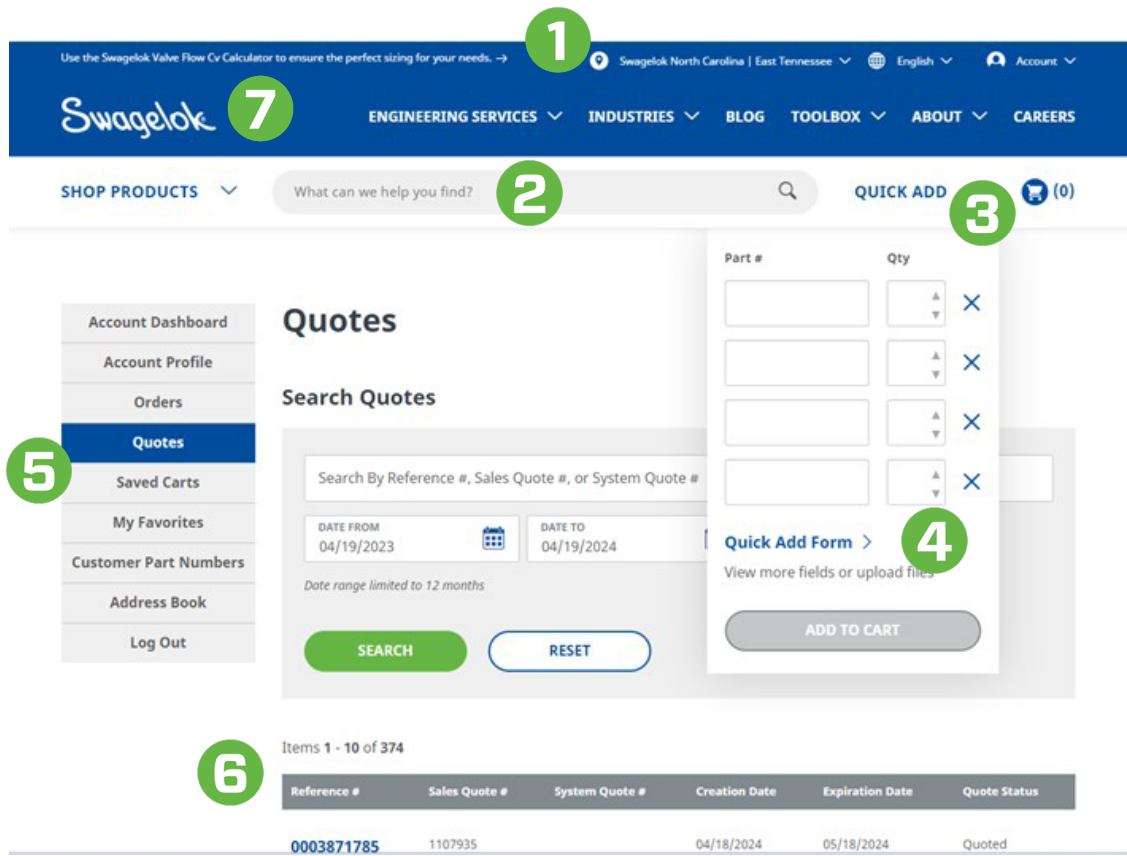 1
Use the Swagelok Valve Flow Cv Calculator to ensure the perfect sizing for your needs. → Swagelok North Carolina | East Tennessee English Account
Swagelok 7 ENGINEERING SERVICES INDUSTRIES BLOG TOOLBOX ABOUT CAREERS
SHOP PRODUCTS What can we help you find? 2 QUICK ADD 3 (0)
Part # Qty
Account Dashboard
Quotes
Account Profile
Orders
Search Quotes
Quotes
5
Saved Carts
Search By Reference #, Sales Quote #, or System Quote #
My Favorites
DATE FROM DATE TO
04/19/2023 04/19/2024
Quick Add Form > 4
Customer Part Numbers
View more fields or upload files
Date range limited to 12 months
Address Book
Log Out
SEARCH RESET
ADD TO CART
Items 1 - 10 of 374
6
Reference # Sales Quote # System Quote # Creation Date Expiration Date Quote Status
0003871785 1107935 04/18/2024 05/18/2024 Quoted